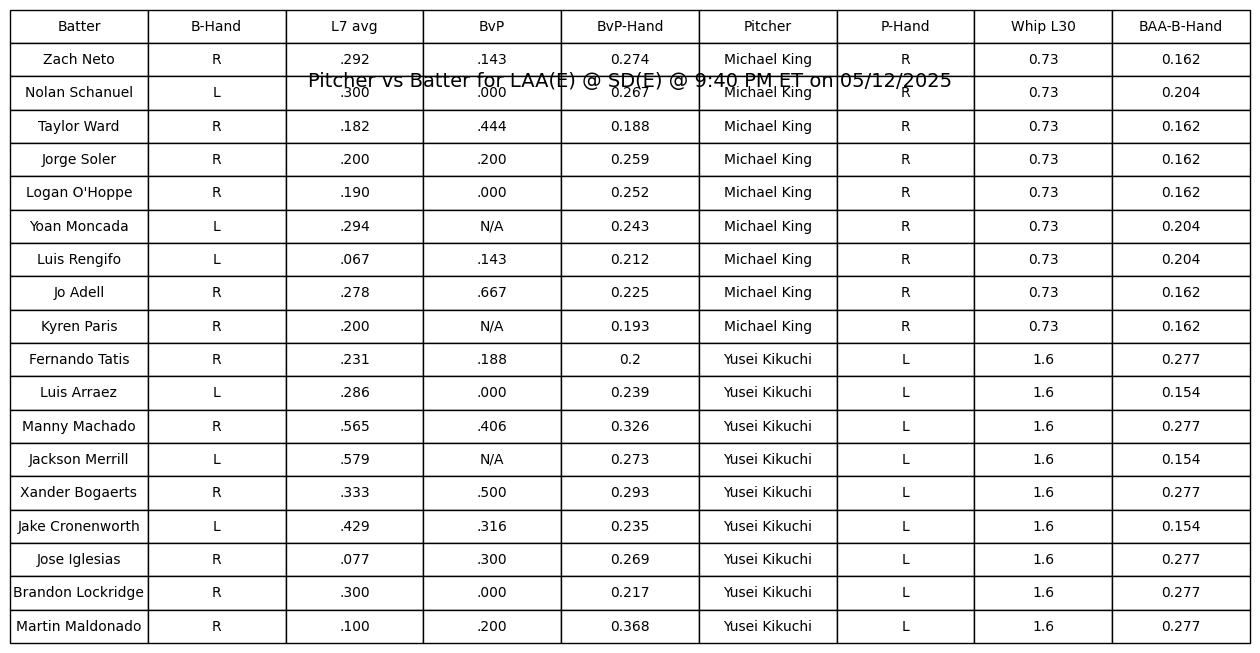 Batter B-Hand L7 avg BvP BvP-Hand Pitcher P-Hand Whip L30 BAA-B-Hand
Zach Neto R .292 .143 0.274 Michael King R 0.73 0.162
Pitcher vs Batter for LAA(E) @ SD(E) @ 9:40 PM ET on 05/12/2025
Nolan Schanuel L .300 .000 0.267 Michael King R 0.73 0.204
Taylor Ward R .182 .444 0.188 Michael King R 0.73 0.162
Jorge Soler R .200 .200 0.259 Michael King R 0.73 0.162
Logan O'Hoppe R .190 .000 0.252 Michael King R 0.73 0.162
Yoan Moncada L .294 N/A 0.243 Michael King R 0.73 0.204
Luis Rengifo L .067 .143 0.212 Michael King R 0.73 0.204
Jo Adell R .278 .667 0.225 Michael King R 0.73 0.162
Kyren Paris R .200 N/A 0.193 Michael King R 0.73 0.162
Fernando Tatis R .231 .188 0.2 Yusei Kikuchi L 1.6 0.277
Luis Arraez L .286 .000 0.239 Yusei Kikuchi L 1.6 0.154
Manny Machado R .565 .406 0.326 Yusei Kikuchi L 1.6 0.277
Jackson Merrill L .579 N/A 0.273 Yusei Kikuchi L 1.6 0.154
Xander Bogaerts R .333 .500 0.293 Yusei Kikuchi L 1.6 0.277
Jake Cronenworth L .429 .316 0.235 Yusei Kikuchi L 1.6 0.154
Jose Iglesias R .077 .300 0.269 Yusei Kikuchi L 1.6 0.277
Brandon Lockridge R .300 .000 0.217 Yusei Kikuchi L 1.6 0.277
Martin Maldonado R .100 .200 0.368 Yusei Kikuchi L 1.6 0.277